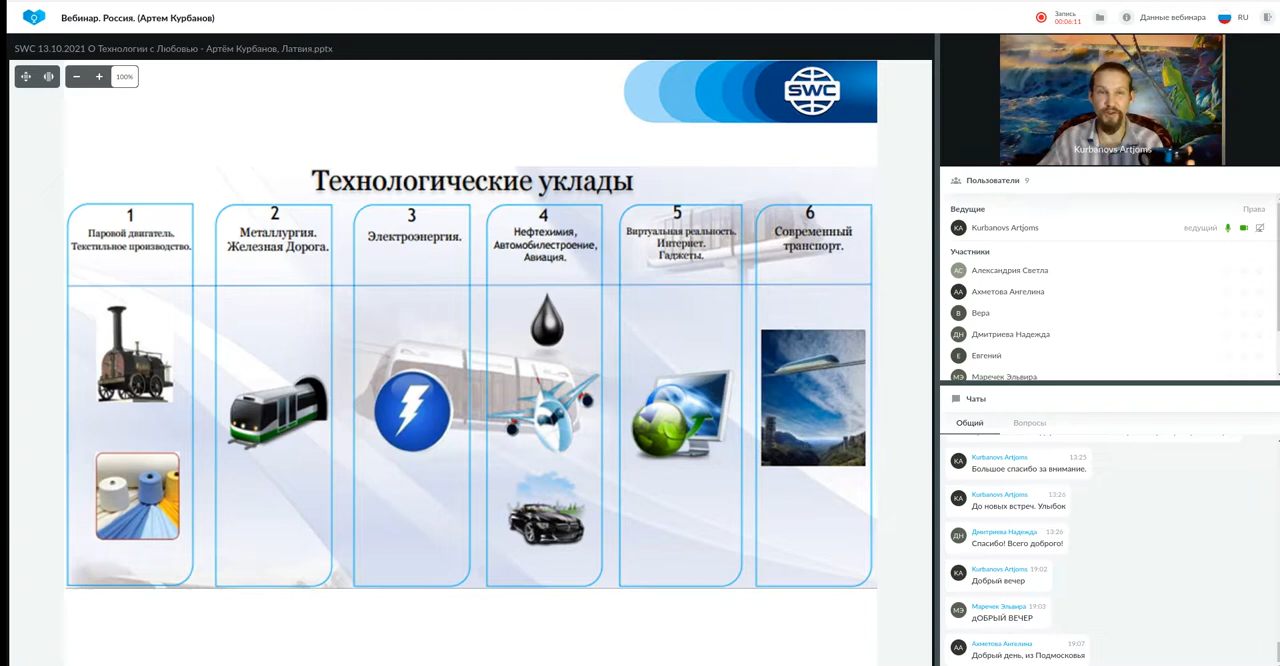 Вебинар. Россия. (Артем Курбанов)
Запись
00:06:11
Данные вебинара
RU
SWC 13.10.2021 О Технологии с Любовью - Артём Курбанов, Латвия.pptx
100%
SWC
Технологические уклады
1
Паровой двигатель.
Текстильное производство.
2
Металлургия.
Железная Дорога.
3
Электроэнергия.
4
Нефтехимия,
Автомобилестроение,
Авиация.
5
Виртуальная реальность.
Интернет.
Гаджеты.
6
Современный
транспорт.
Kurbanovs Artjoms
Пользователи 9
Ведущие
Права
KA Kurbanovs Artjoms ведущий
Участники
АС Александрия Светла
АА Ахметова Ангелина
В Вера
ДН Дмитриева Надежда
Е Евгений
МЭ Маречек Эльвира
Чаты
Общий
Вопросы
KA Kurbanovs Artjoms 13:25
Большое спасибо за внимание.
KA Kurbanovs Artjoms 13:26
До новых встреч. Улыбок
ДН Дмитриева Надежда 13:26
Спасибо! Всего доброго!
KA Kurbanovs Artjoms 19:02
Добрый вечер
МЭ Маречек Эльвира 19:03
дОБРЫЙ ВЕЧЕР
АА Ахметова Ангелина 19:07
Добрый день, из Подмосковья